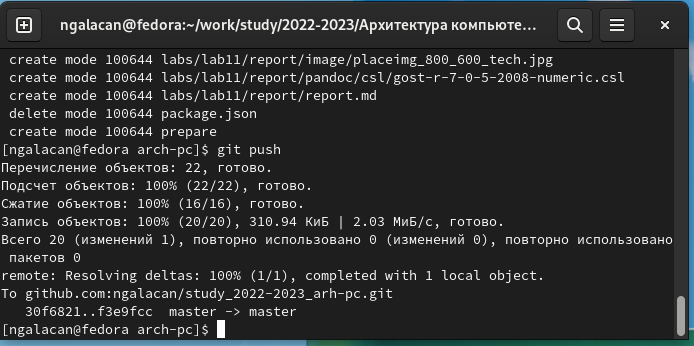 ngalacan@fedora:~/work/study/2022-2023/Архитектура компьюте...
create mode 100644 labs/lab11/report/image/placeimg_800_600_tech.jpg
create mode 100644 labs/lab11/report/pandoc/csl/gost-r-7-0-5-2008-numeric.csl
create mode 100644 labs/lab11/report/report.md
delete mode 100644 package.json
create mode 100644 prepare
[ngalacan@fedora arch-pc]$ git push
Перечисление объектов: 22, готово.
Подсчет объектов: 100% (22/22), готово.
Сжатие объектов: 100% (16/16), готово.
Запись объектов: 100% (20/20), 310.94 КиБ | 2.03 МиБ/с, готово.
Всего 20 (изменений 1), повторно использовано 0 (изменений 0), повторно использовано
пакетов 0
remote: Resolving deltas: 100% (1/1), completed with 1 local object.
To github.com:ngalacan/study_2022-2023_arh-pc.git
30f6821..f3e9fcc  master -> master
[ngalacan@fedora arch-pc]$